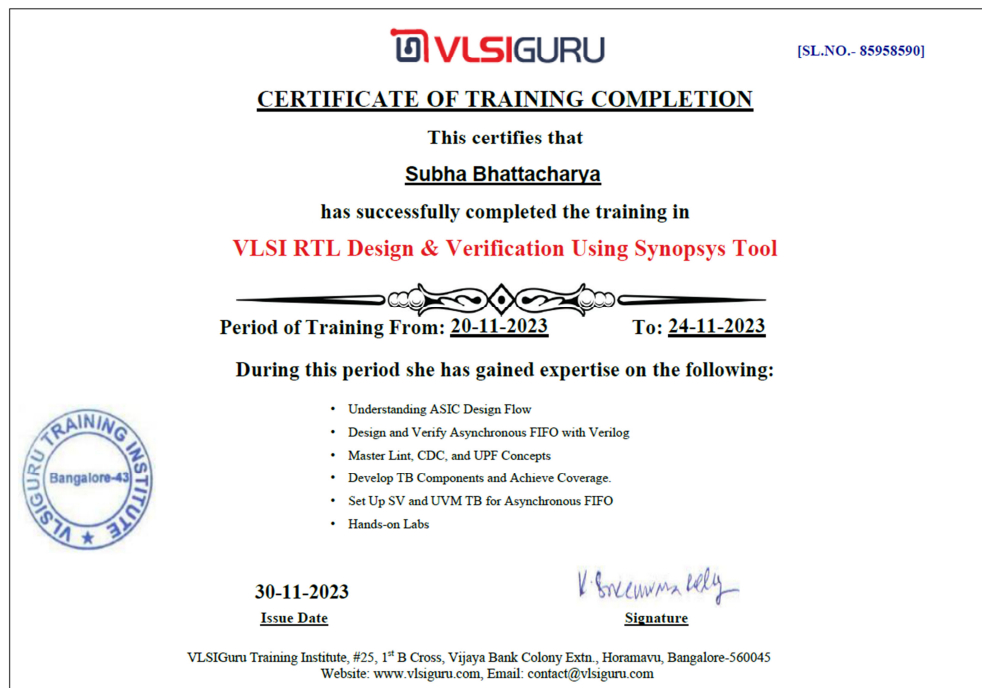 VLSIGURU
[SL.NO.- 85958590]
CERTIFICATE OF TRAINING COMPLETION
This certifies that
Subha Bhattacharya
has successfully completed the training in
VLSI RTL Design & Verification Using Synopsys Tool
Period of Training From: 20-11-2023 To: 24-11-2023
During this period she has gained expertise on the following:
• Understanding ASIC Design Flow
• Design and Verify Asynchronous FIFO with Verilog
• Master Lint, CDC, and UPF Concepts
• Develop TB Components and Achieve Coverage.
• Set Up SV and UVM TB for Asynchronous FIFO
• Hands-on Labs
VLSIGURU TRAINING INSTITUTE
Bangalore-43
30-11-2023
Issue Date
Signature
VLSIGuru Training Institute, #25, 1st B Cross, Vijaya Bank Colony Extn., Horamavu, Bangalore-560045
Website: www.vlsiguru.com, Email: contact@vlsiguru.com